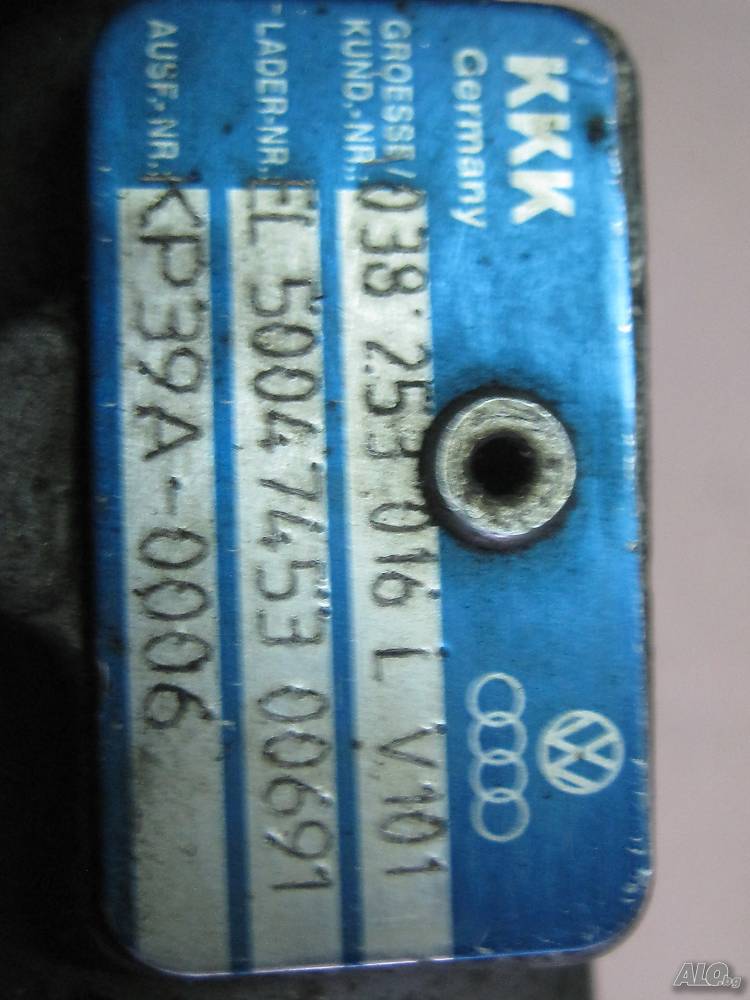 KKK
Germany
GROESSE/
KUND.-NR. 038 253 016 L V101
LADER-NR. EL 5004 7453 00691
AUSF.-NR. KP39A-0006
VW
ALO.bg